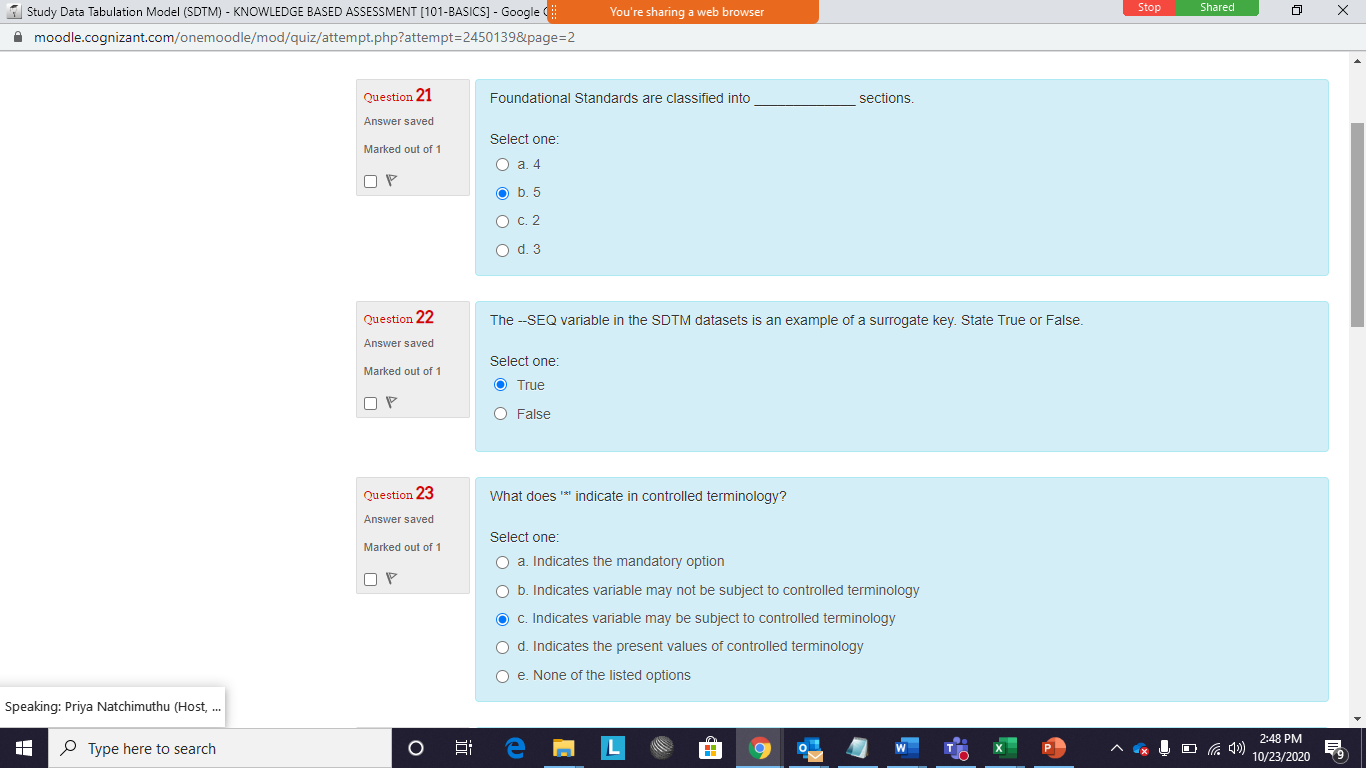 Study Data Tabulation Model (SDTM) - KNOWLEDGE BASED ASSESSMENT [101-BASICS] - Google C
You're sharing a web browser
Stop Shared
moodle.cognizant.com/onemoodle/mod/quiz/attempt.php?attempt=2450139&page=2
Question 21
Answer saved
Marked out of 1
Foundational Standards are classified into _____________ sections.
Select one:
a. 4
b. 5
c. 2
d. 3
Question 22
Answer saved
Marked out of 1
The --SEQ variable in the SDTM datasets is an example of a surrogate key. State True or False.
Select one:
True
False
Question 23
Answer saved
Marked out of 1
What does '*' indicate in controlled terminology?
Select one:
a. Indicates the mandatory option
b. Indicates variable may not be subject to controlled terminology
c. Indicates variable may be subject to controlled terminology
d. Indicates the present values of controlled terminology
e. None of the listed options
Speaking: Priya Natchimuthu (Host, ...
Type here to search
2:48 PM
10/23/2020
9